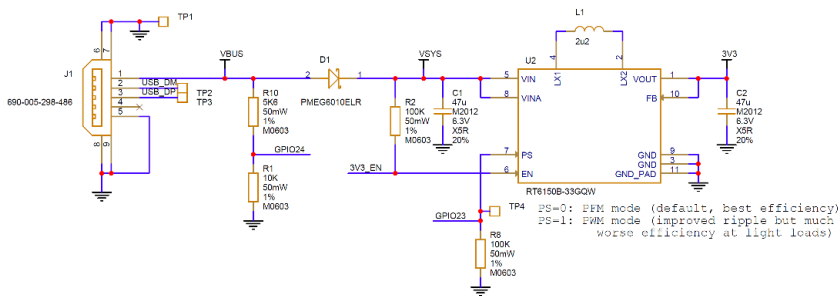 TP1
J1
690-005-298-486
6
7
1
2
3
4
5
8
9
USB_DM
USB_DP
TP2
TP3
VBUS
R10
5K6
50mW
1%
M0603
GPIO24
R1
10K
50mW
1%
M0603
D1
2
1
PMEG6010ELR
VSYS
R2
100K
50mW
1%
M0603
3V3_EN
C1
47u
M2012
6.3V
X5R
20%
GPIO23
TP4
R8
100K
50mW
1%
M0603
L1
2u2
U2
4
2
LX1
LX2
5
VIN
8
VINA
7
PS
6
EN
VOUT
1
FB
10
GND
9
GND
3
GND_PAD
11
RT6150B-33GQW
3V3
C2
47u
M2012
6.3V
X5R
20%
PS=0: PFM mode (default, best efficiency)
PS=1: PWM mode (improved ripple but much
worse efficiency at light loads)